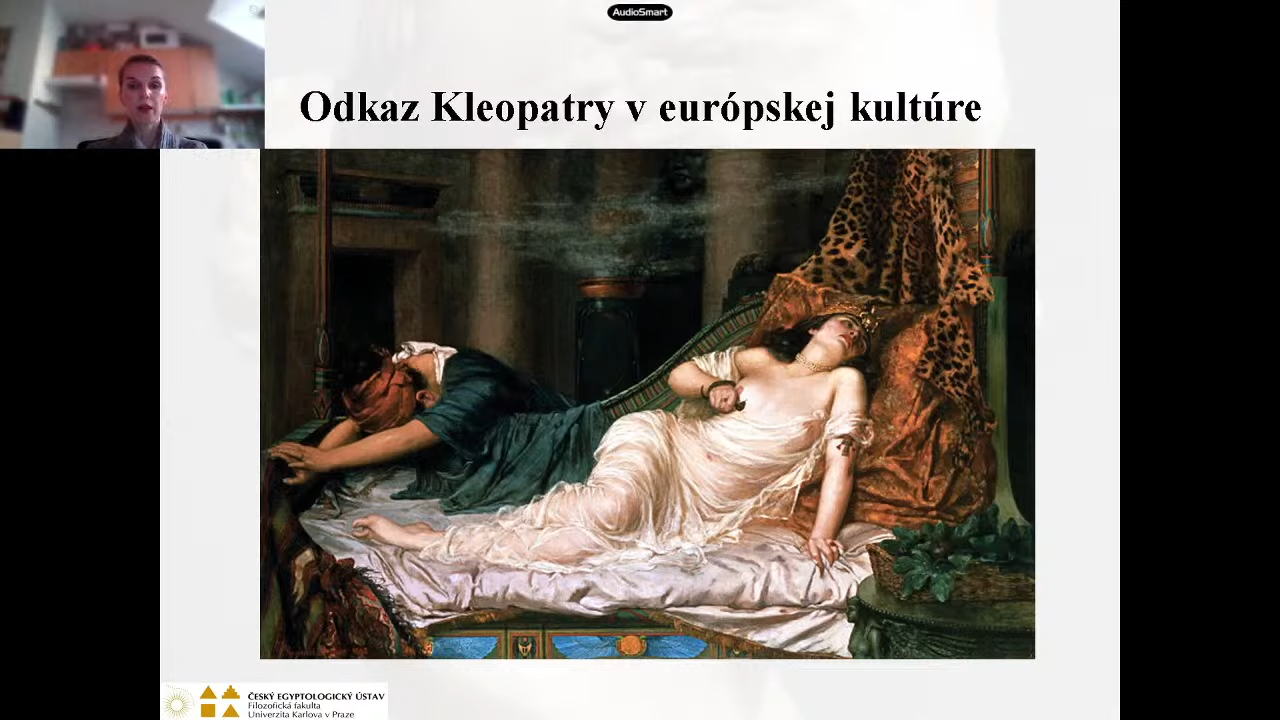 AudioSmart
Odkaz Kleopatry v európskej kultúre
ČESKÝ EGYPTOLOGICKÝ ÚSTAV
Filozofická fakulta
Univerzita Karlova v Praze